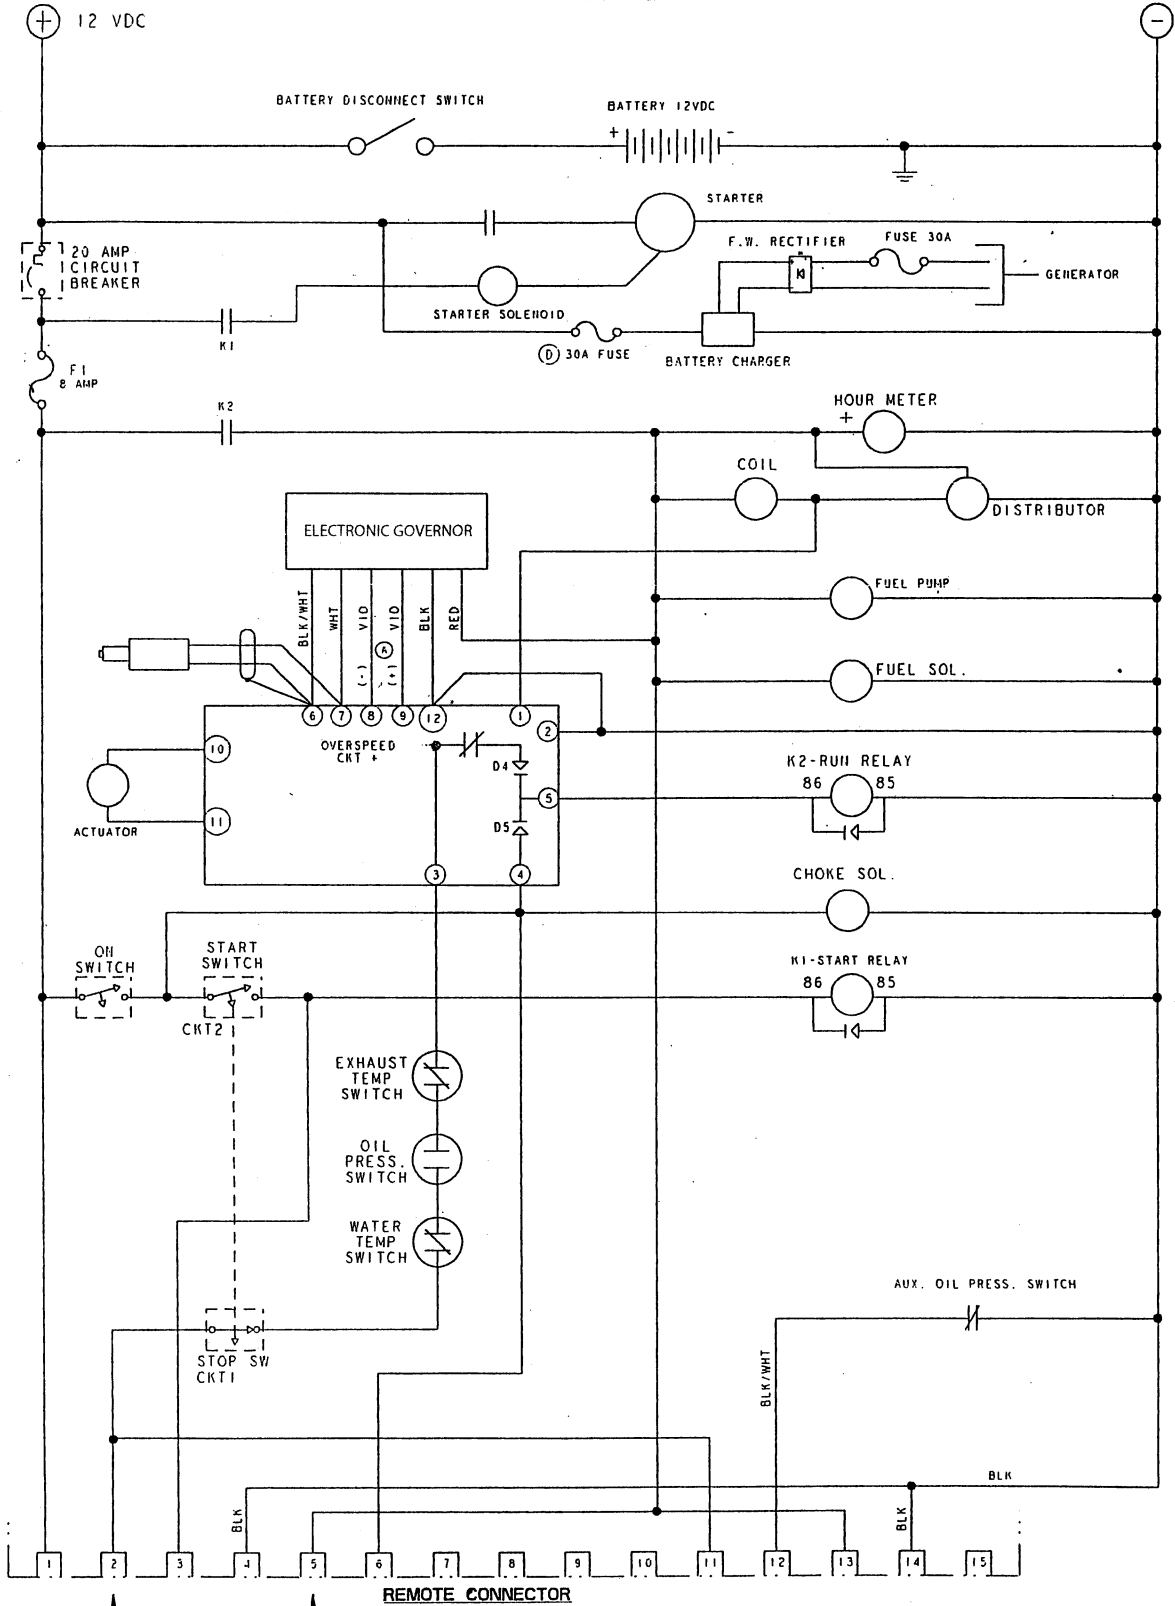 + 12 VDC
-
BATTERY DISCONNECT SWITCH
BATTERY 12VDC
+ -
STARTER
20 AMP
CIRCUIT
BREAKER
F.W. RECTIFIER
FUSE 30A
GENERATOR
STARTER SOLENOID
K1
D 30A FUSE
BATTERY CHARGER
F1
8 AMP
K2
HOUR METER
+
COIL
DISTRIBUTOR
ELECTRONIC GOVERNOR
BLK/WHT
WHT
VIO
VIO
BLK
RED
A
(-)
(+)
FUEL PUMP
FUEL SOL.
6 7 8 9 12 1
2
OVERSPEED
CKT +
10
D4
K2-RUN RELAY
86 85
5
D5
11
ACTUATOR
3 4
CHOKE SOL.
ON
SWITCH
START
SWITCH
CKT2
K1-START RELAY
86 85
EXHAUST
TEMP
SWITCH
OIL
PRESS.
SWITCH
WATER
TEMP
SWITCH
AUX. OIL PRESS. SWITCH
STOP SW
CKT1
BLK/WHT
BLK
BLK
BLK
1 2 3 4 5 6 7 8 9 10 11 12 13 14 15
REMOTE CONNECTOR